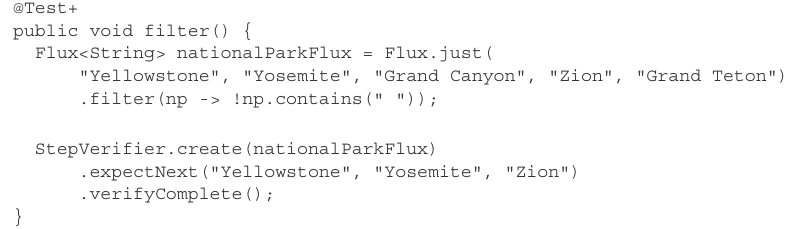 @Test+
public void filter() {
  Flux<String> nationalParkFlux = Flux.just(
      "Yellowstone", "Yosemite", "Grand Canyon", "Zion", "Grand Teton")
      .filter(np -> !np.contains(" "));

  StepVerifier.create(nationalParkFlux)
      .expectNext("Yellowstone", "Yosemite", "Zion")
      .verifyComplete();
}